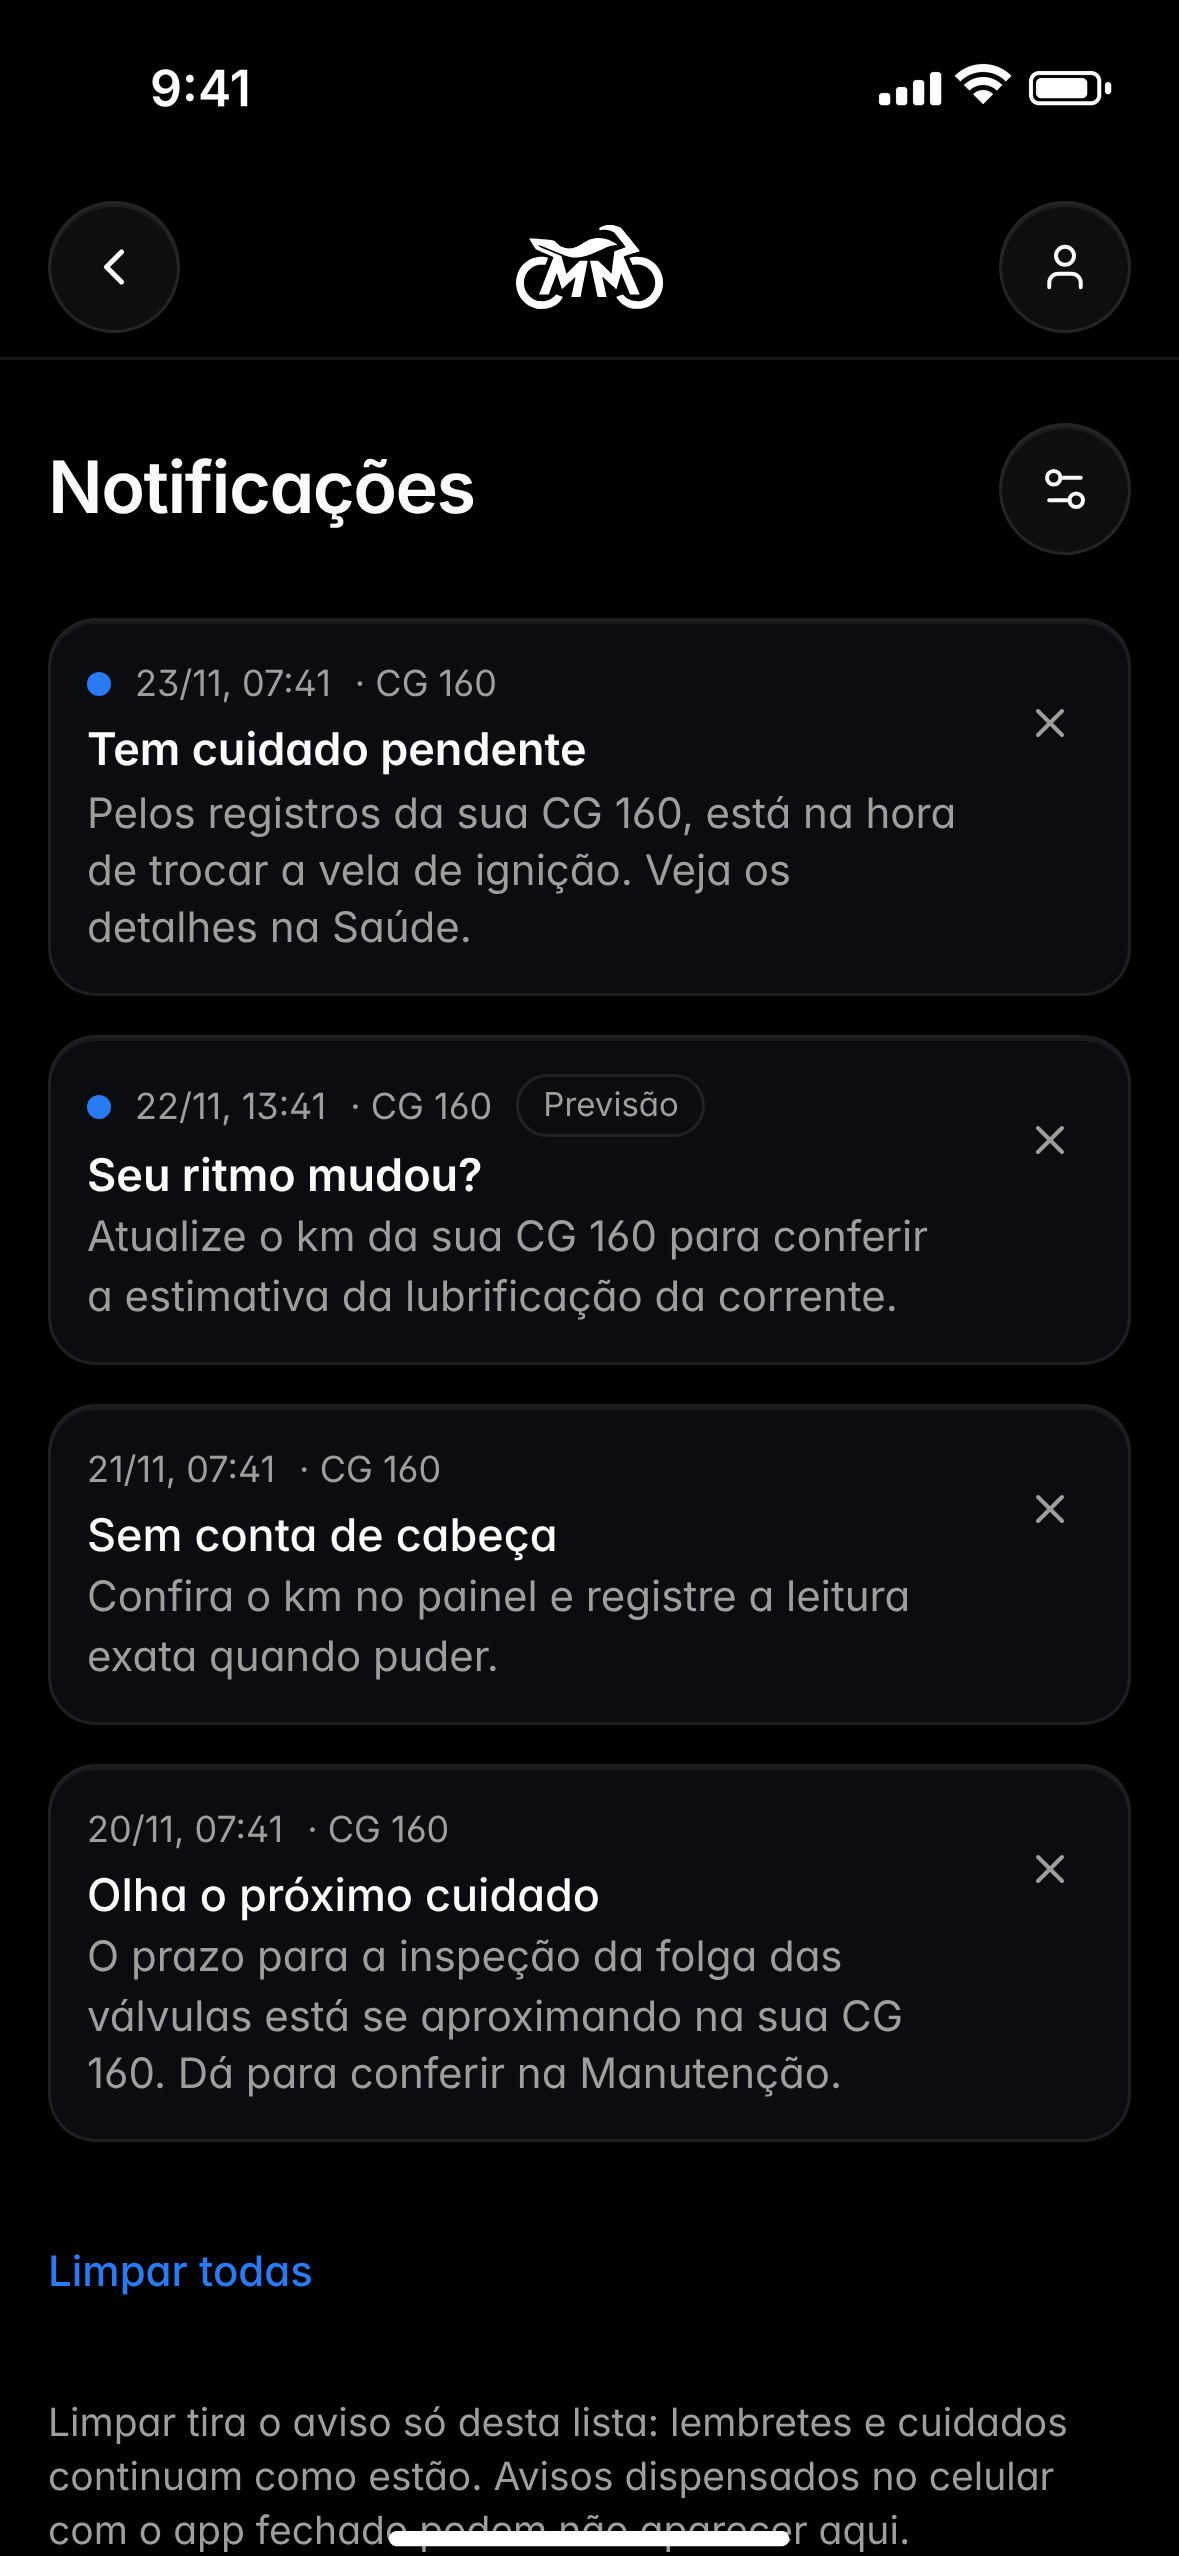 9:41
MM
Notificações
23/11, 07:41 · CG 160
Tem cuidado pendente
Pelos registros da sua CG 160, está na hora
de trocar a vela de ignição. Veja os
detalhes na Saúde.
22/11, 13:41 · CG 160 Previsão
Seu ritmo mudou?
Atualize o km da sua CG 160 para conferir
a estimativa da lubrificação da corrente.
21/11, 07:41 · CG 160
Sem conta de cabeça
Confira o km no painel e registre a leitura
exata quando puder.
20/11, 07:41 · CG 160
Olha o próximo cuidado
O prazo para a inspeção da folga das
válvulas está se aproximando na sua CG
160. Dá para conferir na Manutenção.
Limpar todas
Limpar tira o aviso só desta lista: lembretes e cuidados
continuam como estão. Avisos dispensados no celular
com o app fechado podem não aparecer aqui.